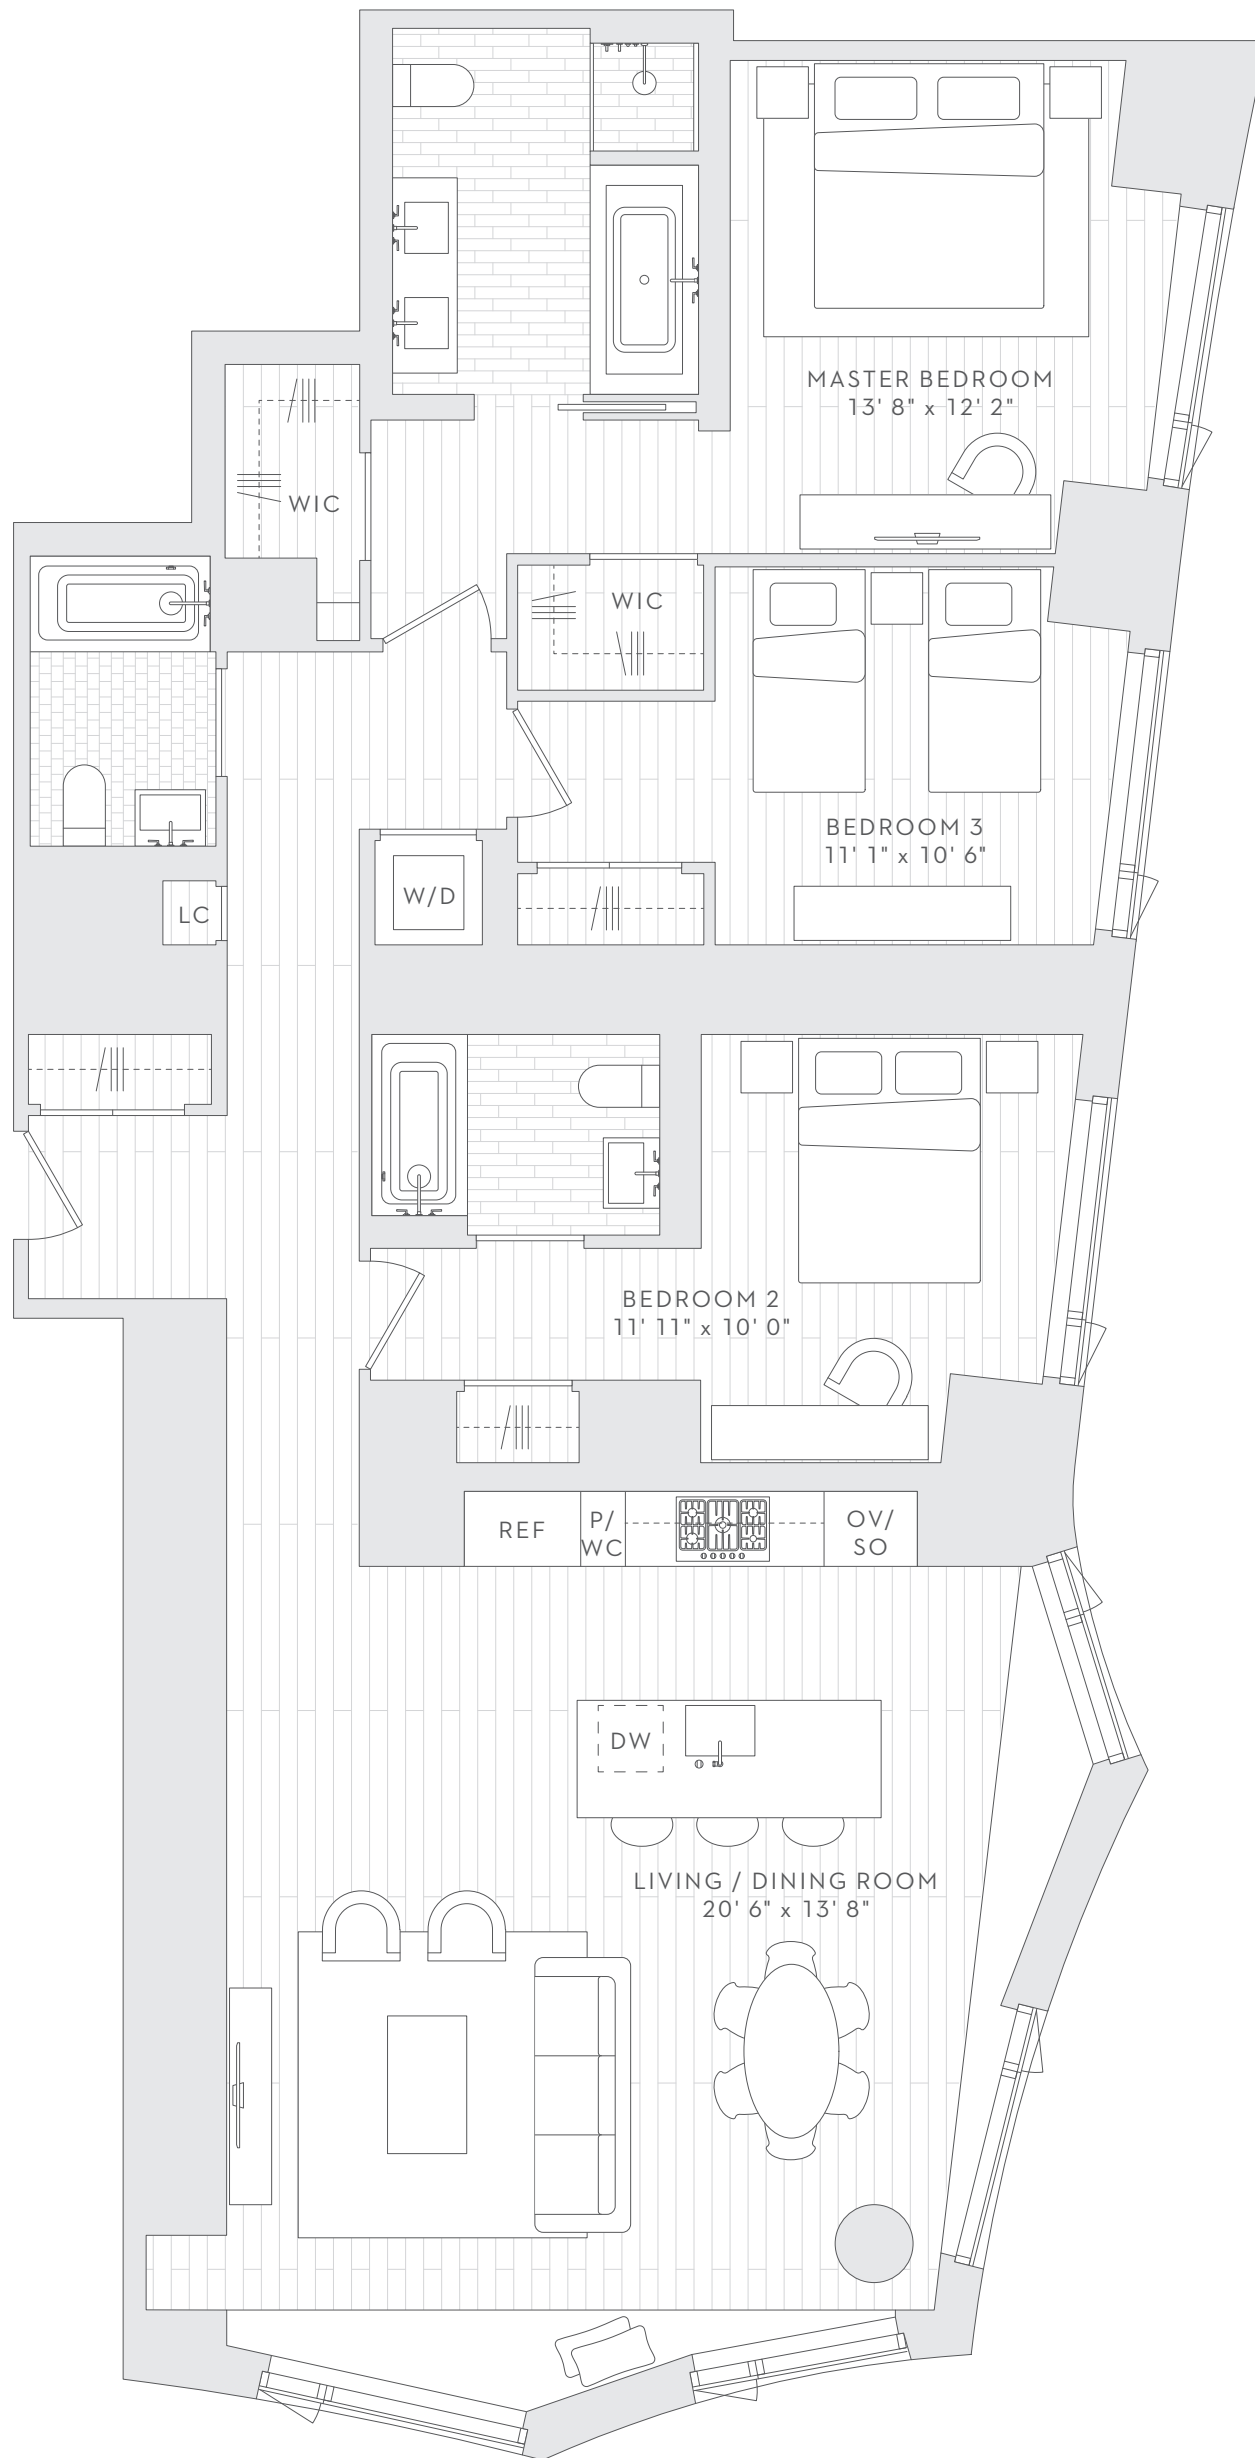 MASTER BEDROOM
13' 8" x 12' 2"
WIC
WIC
BEDROOM 3
11' 1" x 10' 6"
W/D
LC
BEDROOM 2
11' 11" x 10' 0"
REF
P/
WC
OV/
SO
DW
LIVING / DINING ROOM
20' 6" x 13' 8"